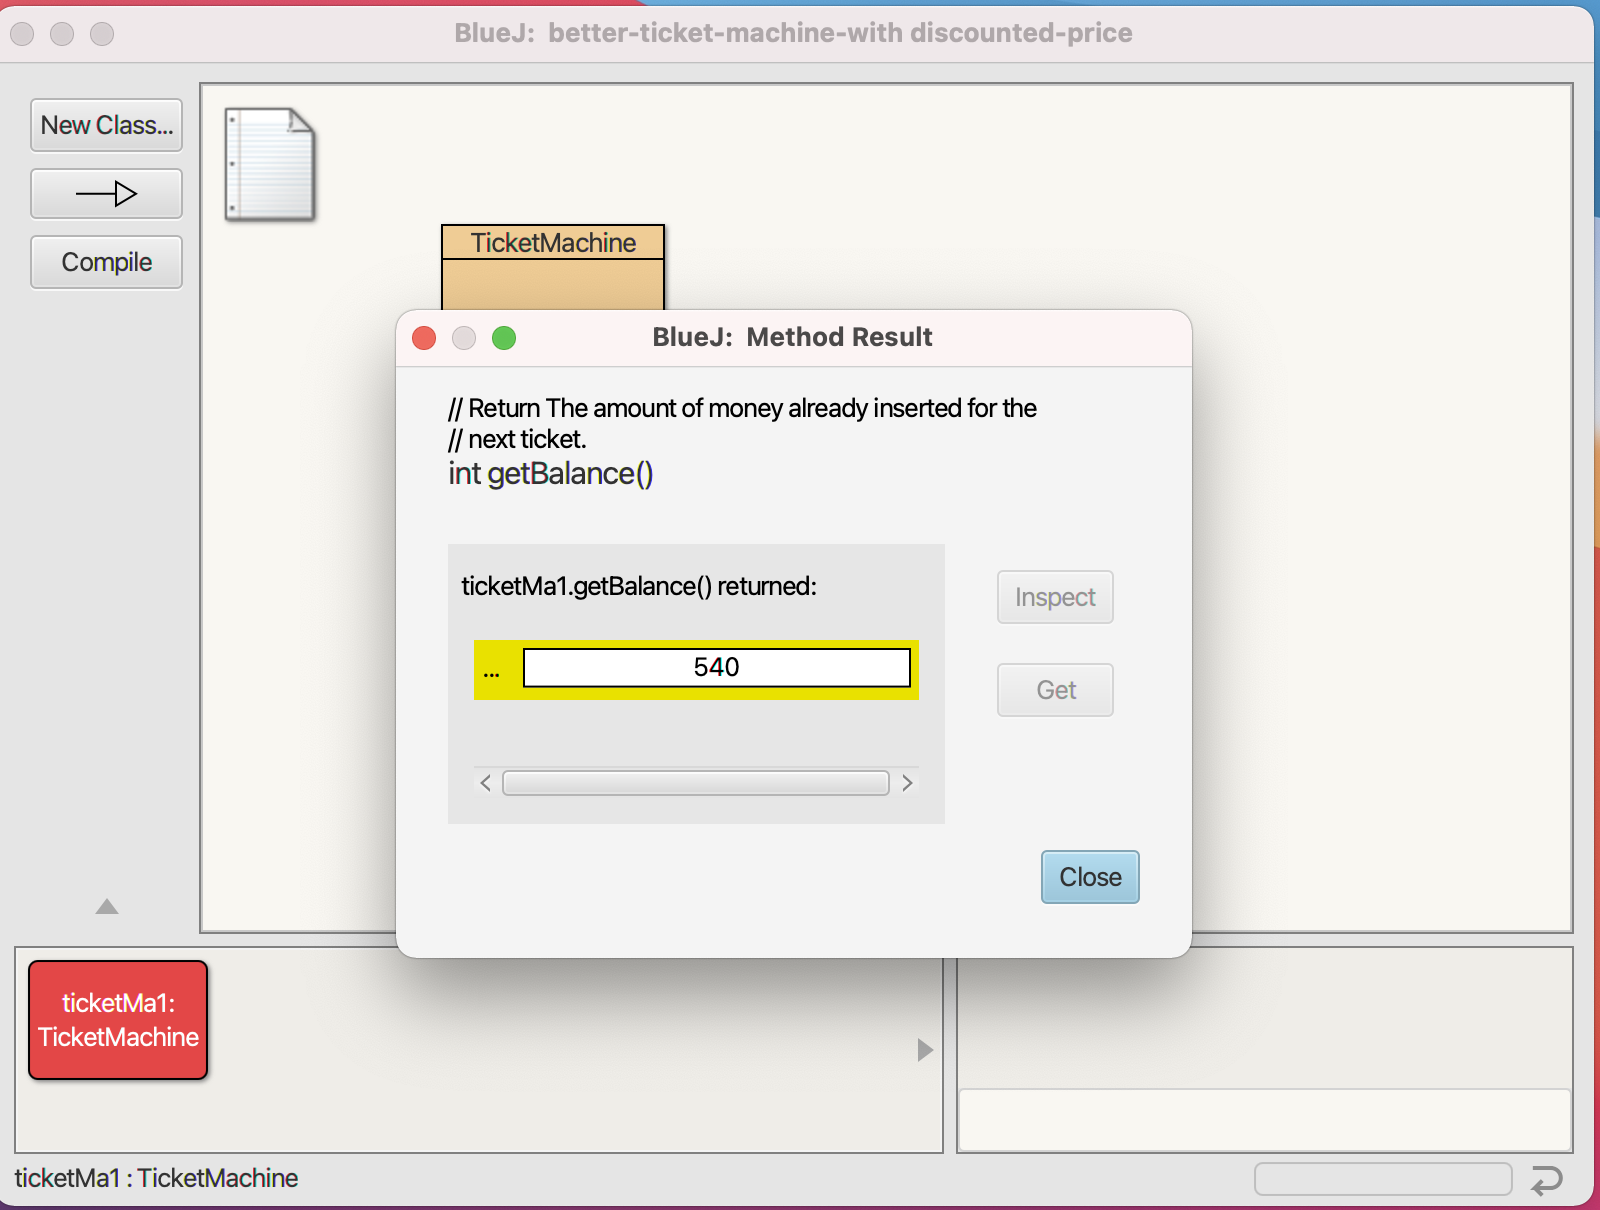 BlueJ:  better-ticket-machine-with discounted-price
New Class...
Compile
TicketMachine
BlueJ:  Method Result
// Return The amount of money already inserted for the
// next ticket.
int getBalance()
ticketMa1.getBalance() returned:
... 540
Inspect
Get
Close
ticketMa1:
TicketMachine
ticketMa1 : TicketMachine